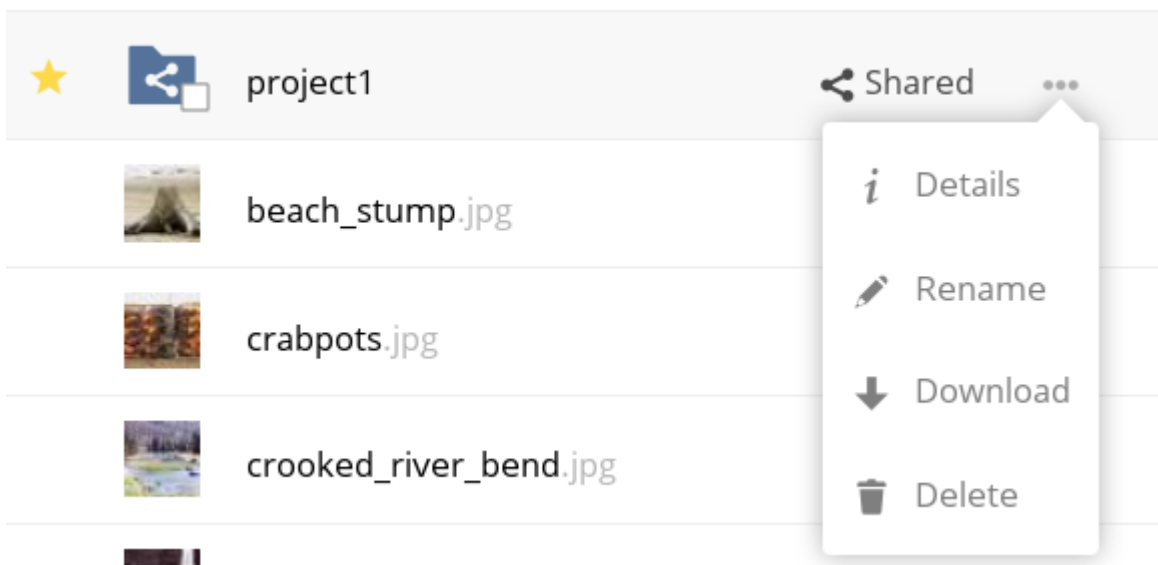 project1
Shared
Details
beach_stump.jpg
Rename
crabpots.jpg
Download
crooked_river_bend.jpg
Delete